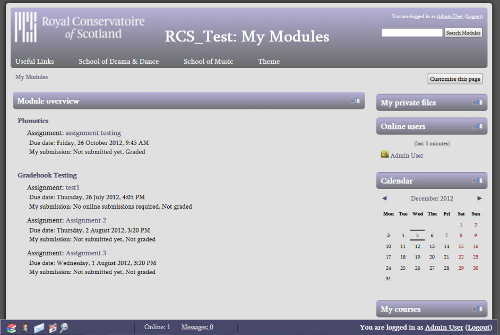 Royal Conservatoire
of Scotland
RCS_Test: My Modules
You are logged in as Admin User (Logout)
Search Modules
Useful Links School of Drama & Dance School of Music Theme
My Modules
Customise this page
Module overview
Phonetics
Assignment: assignment testing
Due date: Friday, 26 October 2012, 9:45 AM
My submission: Not submitted yet, Graded
Gradebook Testing
Assignment: test1
Due date: Thursday, 26 July 2012, 4:05 PM
My submission: No online submissions required, Not graded
Assignment: Assignment 2
Due date: Thursday, 2 August 2012, 3:20 PM
My submission: Not submitted yet, Not graded
Assignment: Assignment 3
Due date: Wednesday, 1 August 2012, 3:20 PM
My submission: Not submitted yet, Not graded
My private files
Online users
(last 5 minutes)
Admin User
Calendar
December 2012
Mon Tue Wed Thu Fri Sat Sun
1 2
3 4 5 6 7 8 9
10 11 12 13 14 15 16
17 18 19 20 21 22 23
24 25 26 27 28 29 30
31
My courses
Online: 1 Messages: 0
You are logged in as Admin User (Logout)